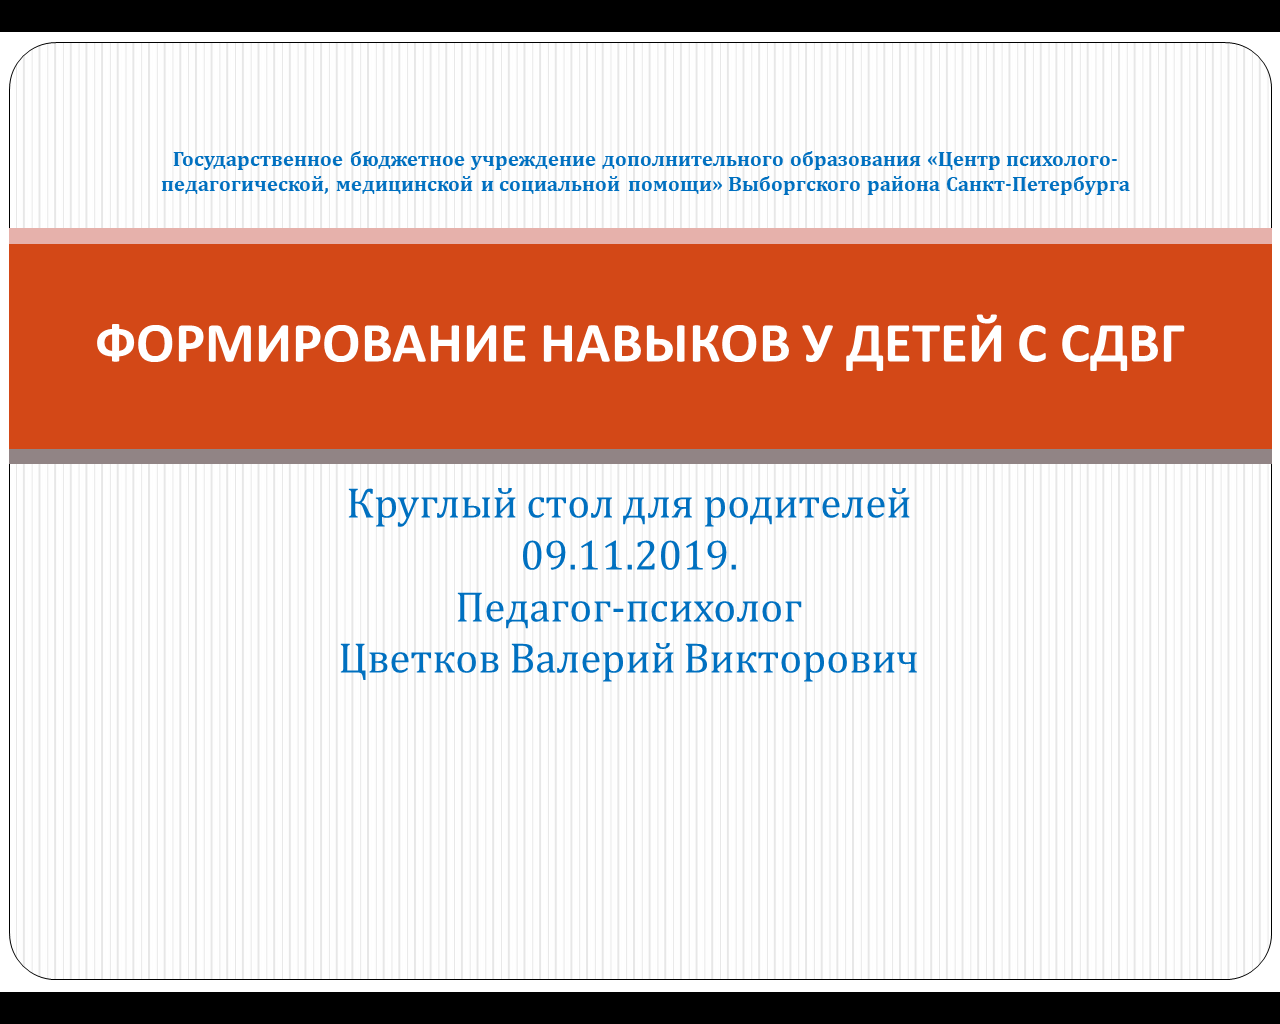 Государственное бюджетное учреждение дополнительного образования «Центр психолого-
педагогической, медицинской и социальной помощи» Выборгского района Санкт-Петербурга
ФОРМИРОВАНИЕ НАВЫКОВ У ДЕТЕЙ С СДВГ
Круглый стол для родителей
09.11.2019.
Педагог-психолог
Цветков Валерий Викторович